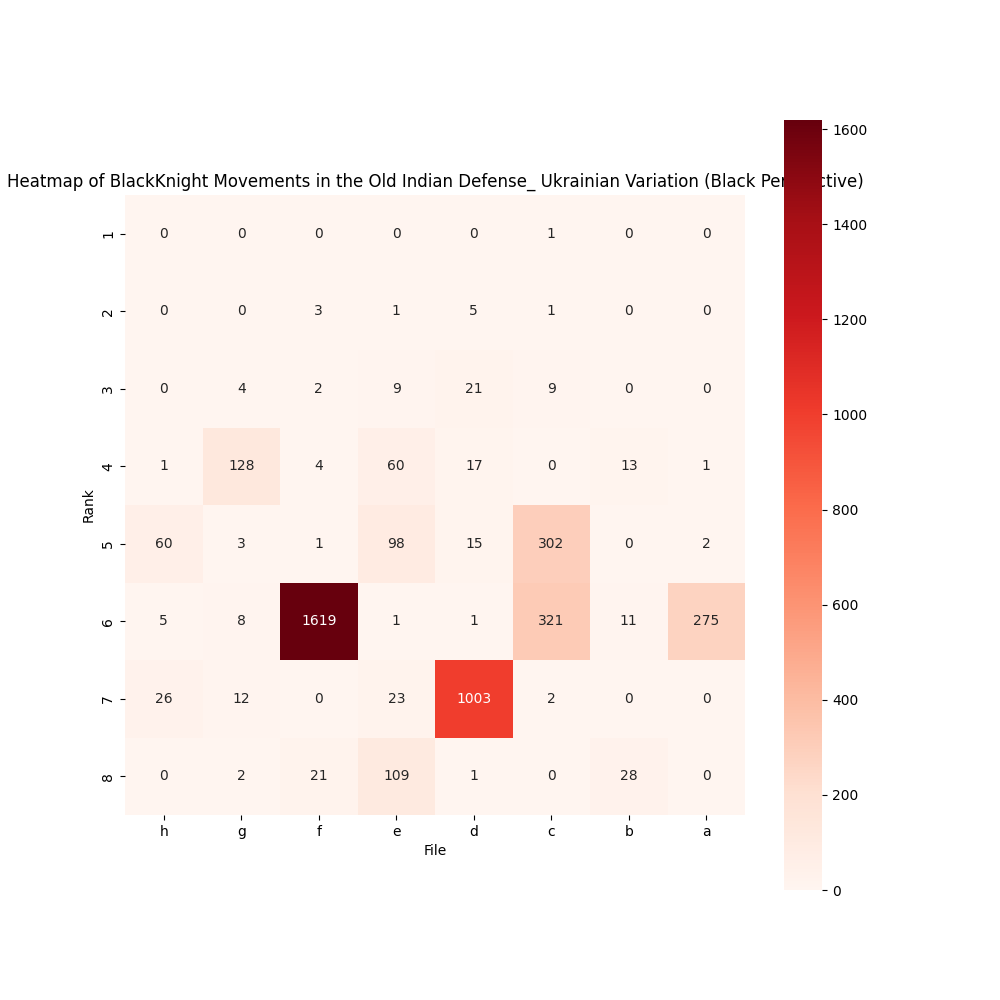 Heatmap of BlackKnight Movements in the Old Indian Defense_ Ukrainian Variation (Black Perspective)
1600
1400
1200
1000
800
600
400
200
0
Rank
1 0 0 0 0 0 1 0 0
2 0 0 3 1 5 1 0 0
3 0 4 2 9 21 9 0 0
4 1 128 4 60 17 0 13 1
5 60 3 1 98 15 302 0 2
6 5 8 1619 1 1 321 11 275
7 26 12 0 23 1003 2 0 0
8 0 2 21 109 1 0 28 0
h g f e d c b a
File